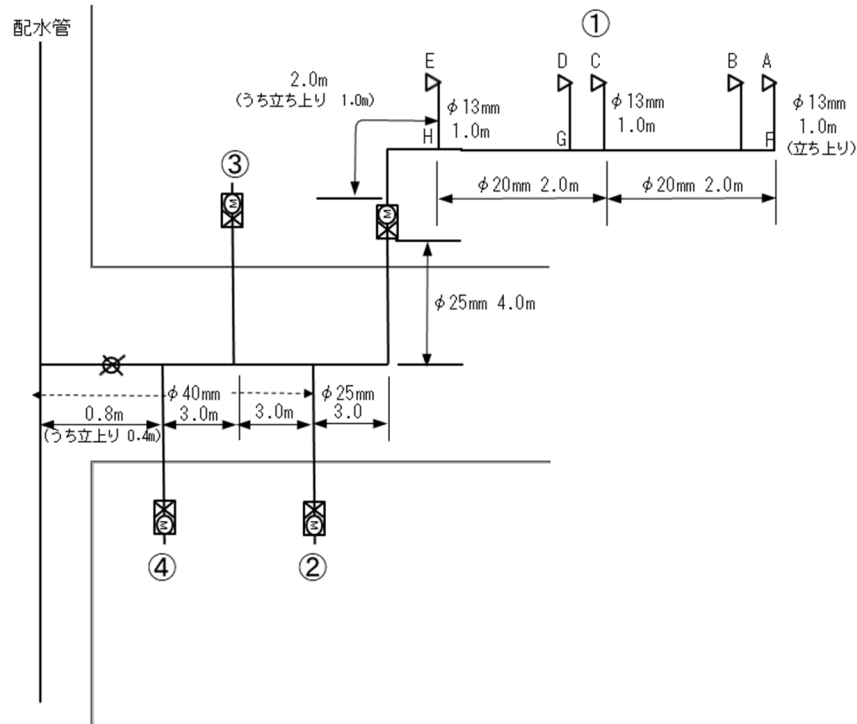 配水管
①
E
D
C
B
A
2.0m
(うち立ち上り 1.0m)
φ13mm
1.0m
φ13mm
1.0m
φ13mm
1.0m
(立ち上り)
H
G
F
③
M
φ20mm 2.0m
φ20mm 2.0m
M
φ25mm 4.0m
φ40mm
φ25mm
0.8m
3.0m
3.0m
3.0
(うち立上り 0.4m)
M
M
④
②